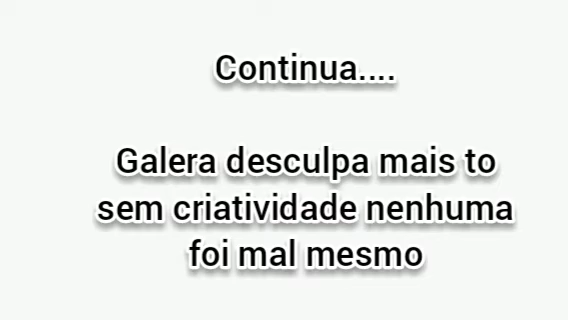 Continua....
Galera desculpa mais to
sem criatividade nenhuma
foi mal mesmo